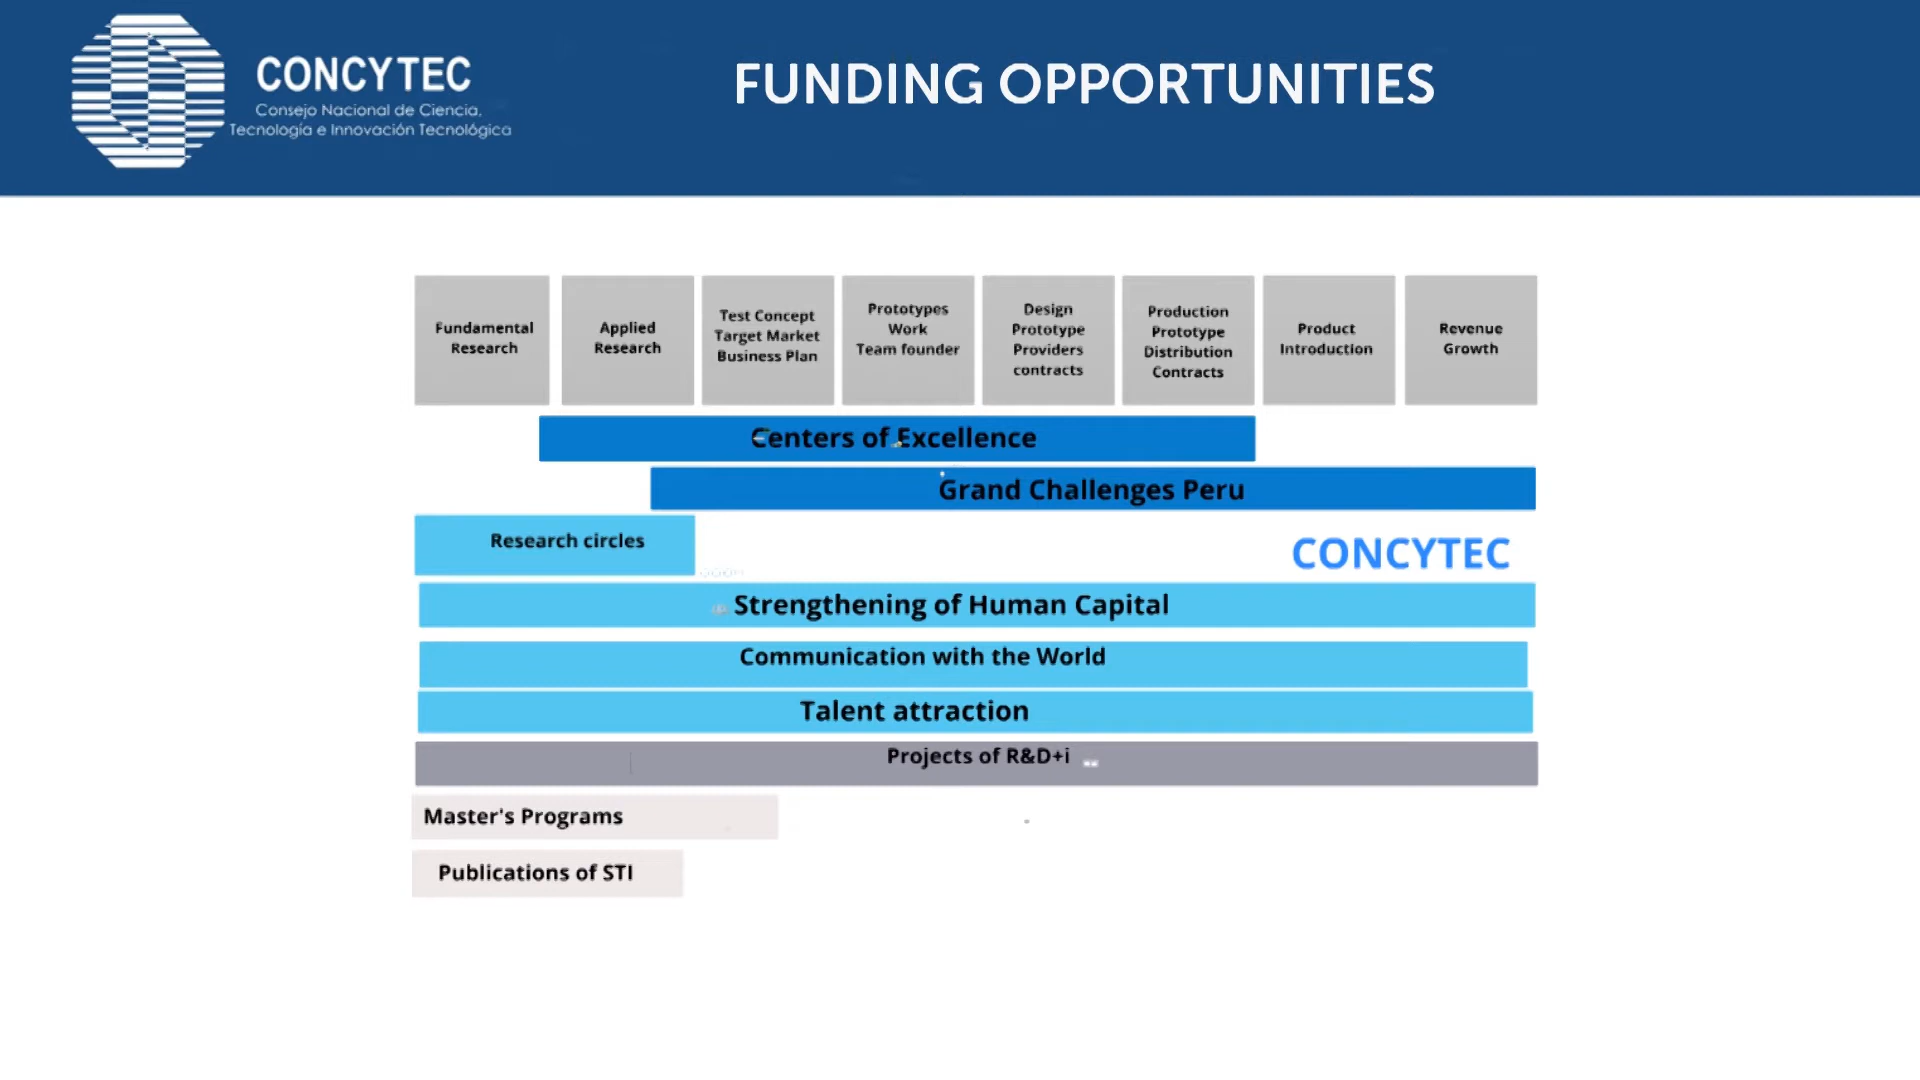 CONCYTEC
Consejo Nacional de Ciencia,
Tecnología e Innovación Tecnológica
FUNDING OPPORTUNITIES
Fundamental
Research
Applied
Research
Test Concept
Target Market
Business Plan
Prototypes
Work
Team founder
Design
Prototype
Providers
contracts
Production
Prototype
Distribution
Contracts
Product
Introduction
Revenue
Growth
Centers of Excellence
Grand Challenges Peru
Research circles
CONCYTEC
Strengthening of Human Capital
Communication with the World
Talent attraction
Projects of R&D+i
Master's Programs
Publications of STI